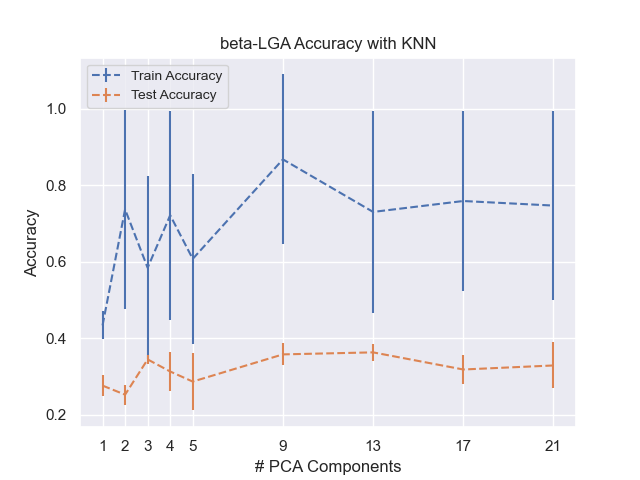 beta-LGA Accuracy with KNN
Train Accuracy
Test Accuracy
1.0
0.8
0.6
0.4
0.2
Accuracy
1 2 3 4 5 9 13 17 21
# PCA Components